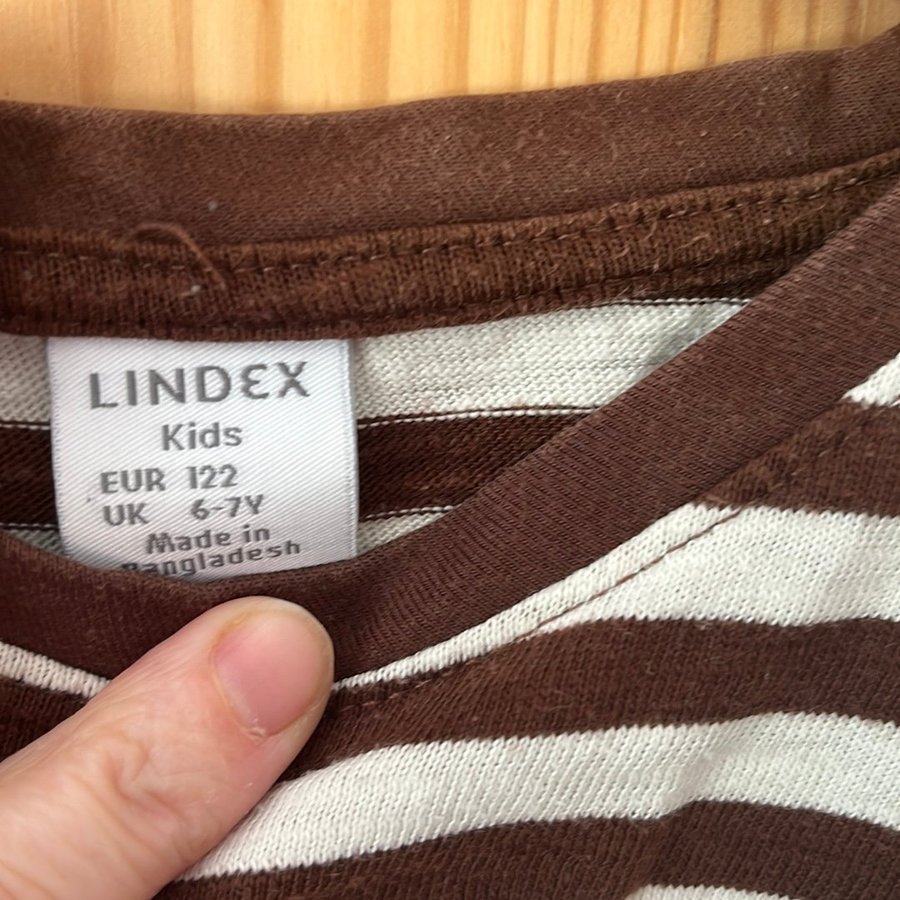 LINDEX
Kids
EUR 122
UK 6-7Y
Made in
Bangladesh